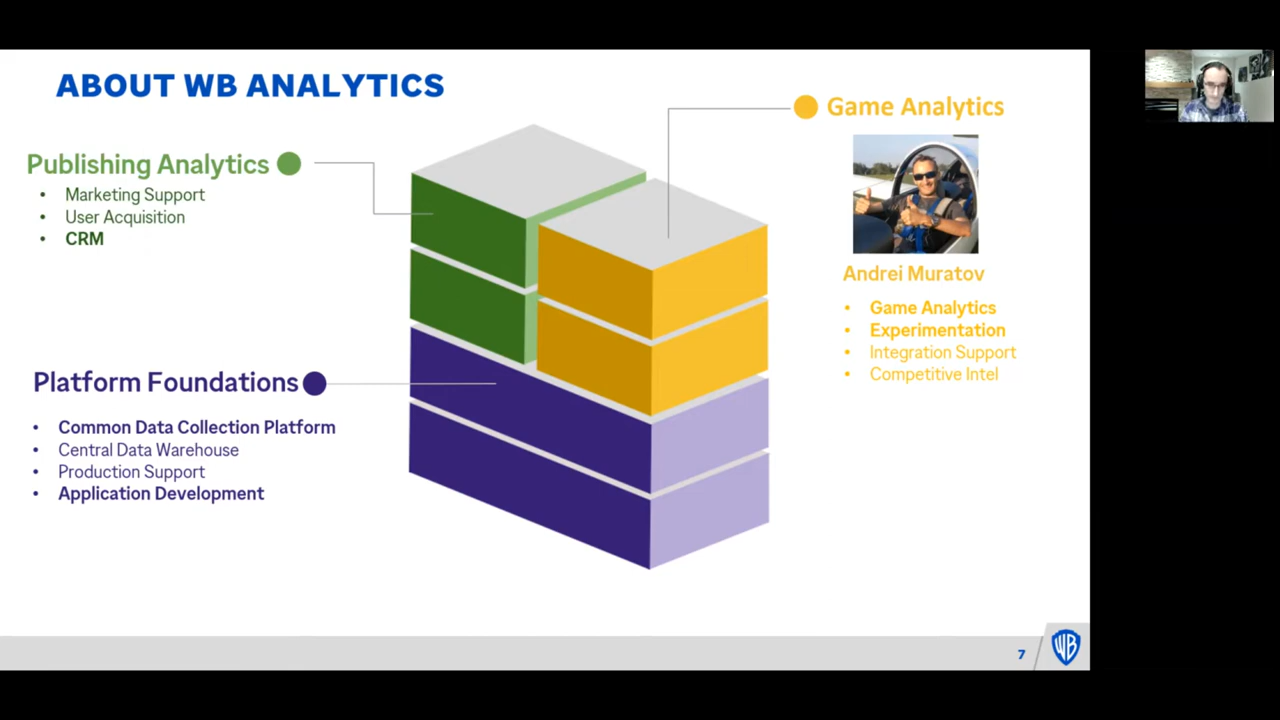 ABOUT WB ANALYTICS
Publishing Analytics
• Marketing Support
• User Acquisition
• CRM
Platform Foundations
• Common Data Collection Platform
• Central Data Warehouse
• Production Support
• Application Development
Game Analytics
Andrei Muratov
• Game Analytics
• Experimentation
• Integration Support
• Competitive Intel
7
WB